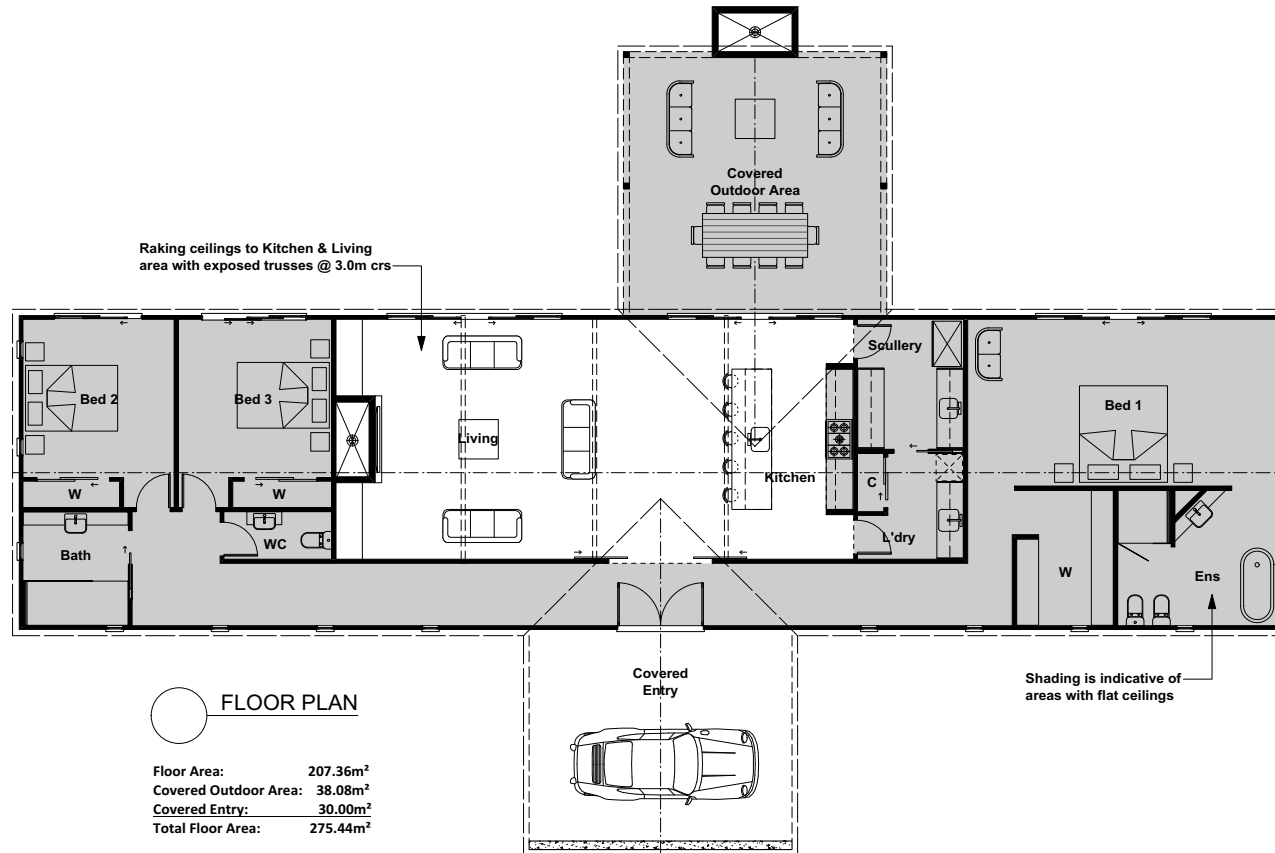 Covered
Outdoor Area
Raking ceilings to Kitchen & Living
area with exposed trusses @ 3.0m crs
Scullery
Bed 2
Bed 3
Bed 1
Living
Kitchen
C
W
W
Bath
WC
L'dry
W
Ens
Covered
Entry
Shading is indicative of
areas with flat ceilings
FLOOR PLAN
Floor Area: 207.36m²
Covered Outdoor Area: 38.08m²
Covered Entry: 30.00m²
Total Floor Area: 275.44m²